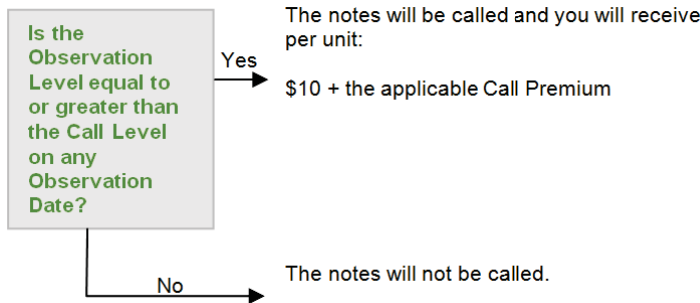 Is the
Observation
Level equal to
or greater than
the Call Level
on any
Observation
Date?
Yes
The notes will be called and you will receive
per unit:
$10 + the applicable Call Premium
No
The notes will not be called.